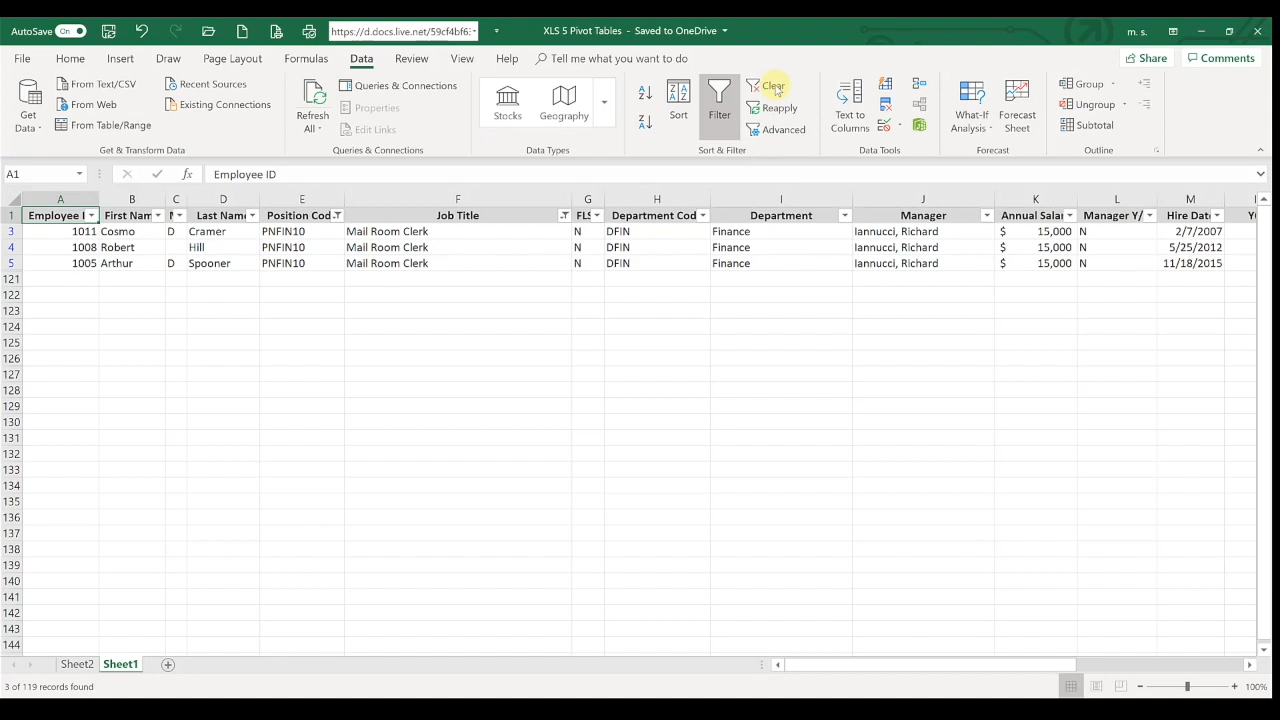 AutoSave On https://d.docs.live.net/59cf4bf6: XLS 5 Pivot Tables - Saved to OneDrive m. s.
File Home Insert Draw Page Layout Formulas Data Review View Help Tell me what you want to do Share Comments
Get Data
From Text/CSV
From Web
From Table/Range
Recent Sources
Existing Connections
Get & Transform Data
Refresh All
Queries & Connections
Properties
Edit Links
Queries & Connections
Stocks Geography
Data Types
Sort
Filter
Clear
Reapply
Advanced
Sort & Filter
Text to Columns
Data Tools
What-If Analysis
Forecast Sheet
Forecast
Group
Ungroup
Subtotal
Outline
A1 fx Employee ID
A B C D E F G H I J K L M
1 Employee I First Nam Last Name Position Cod Job Title FLS Department Cod Department Manager Annual Salar Manager Y/ Hire Date
3 1011 Cosmo D Cramer PNFIN10 Mail Room Clerk N DFIN Finance Iannucci, Richard $ 15,000 N 2/7/2007
4 1008 Robert Hill PNFIN10 Mail Room Clerk N DFIN Finance Iannucci, Richard $ 15,000 N 5/25/2012
5 1005 Arthur D Spooner PNFIN10 Mail Room Clerk N DFIN Finance Iannucci, Richard $ 15,000 N 11/18/2015
121
122
123
124
125
126
127
128
129
130
131
132
133
134
135
136
137
138
139
140
141
142
143
144
Sheet2 Sheet1
3 of 119 records found 100%